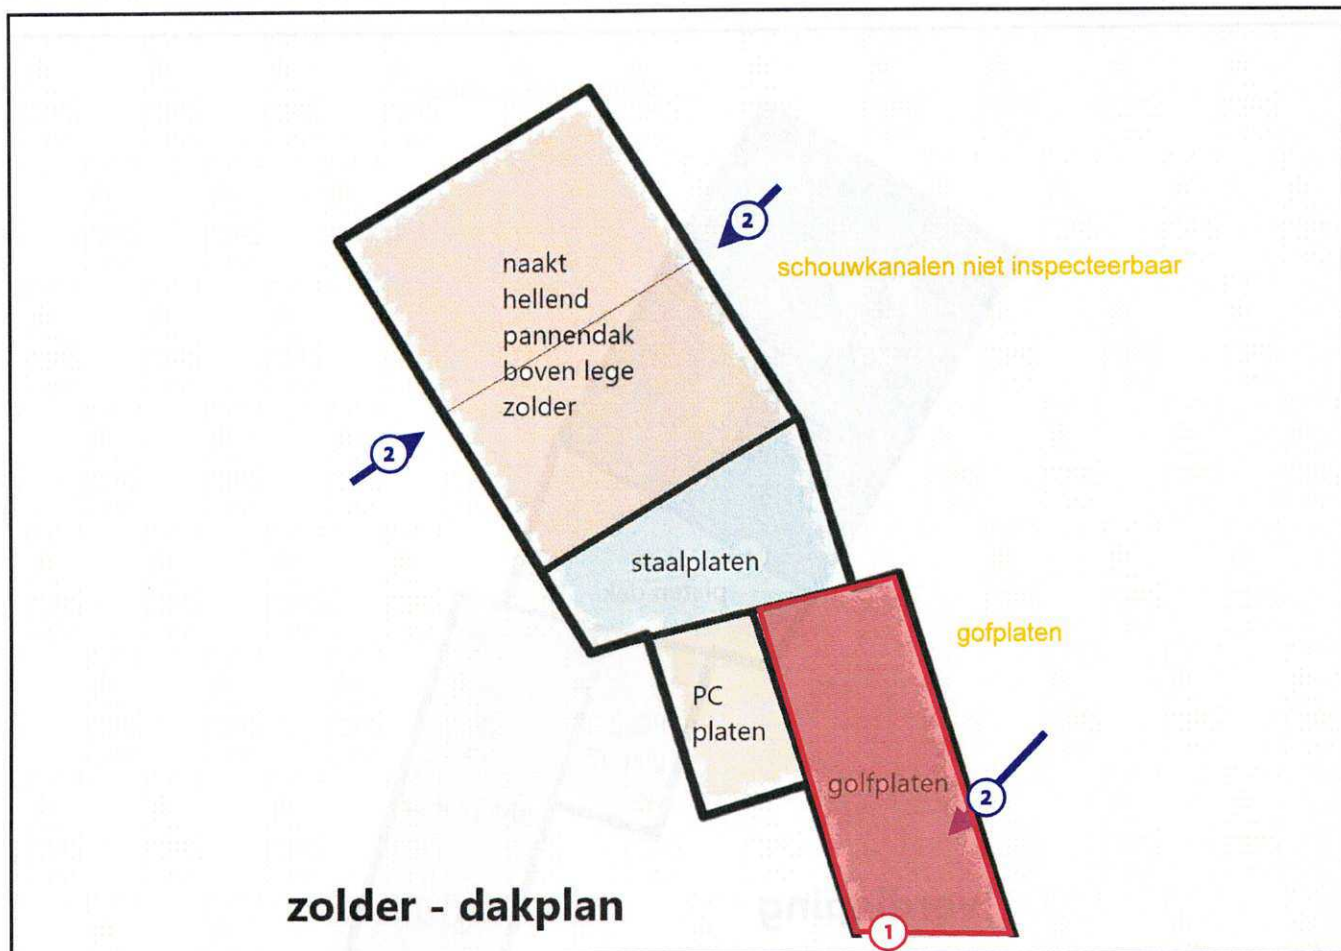 2
schouwkanalen niet inspecteerbaar
naakt
hellend
pannendak
boven lege
zolder
2
staalplaten
gofplaten
PC
platen
golfplaten
2
zolder - dakplan
1